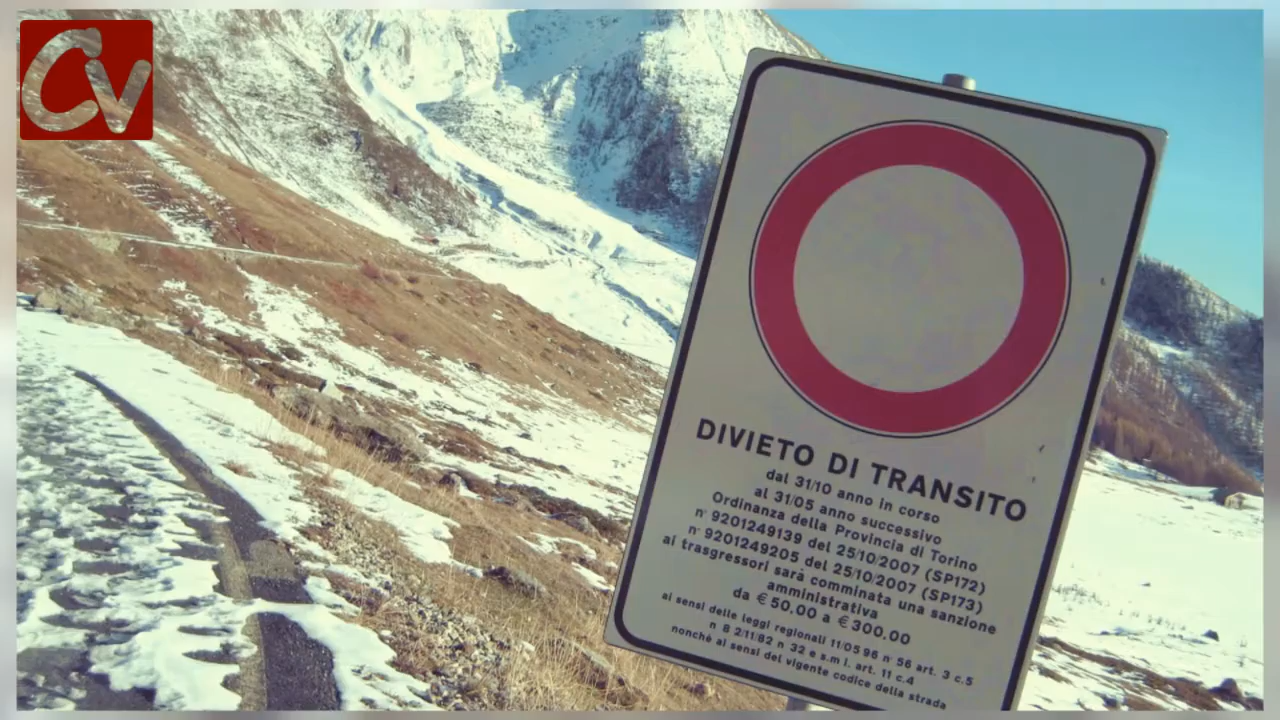 CV
DIVIETO DI TRANSITO
dal 31/10 anno in corso
al 31/05 anno successivo
Ordinanza della Provincia di Torino
n° 9201249139 del 25/10/2007 (SP172)
n° 9201249205 del 25/10/2007 (SP173)
ai trasgressori sarà comminata una sanzione
amministrativa
da € 50.00 a € 300.00
ai sensi delle leggi regionali 11/05 96 n° 56 art. 3 c.5
n 8 2/11/82 n 32 e s.m.i. art. 11 c.4
nonché ai sensi del vigente codice della strada